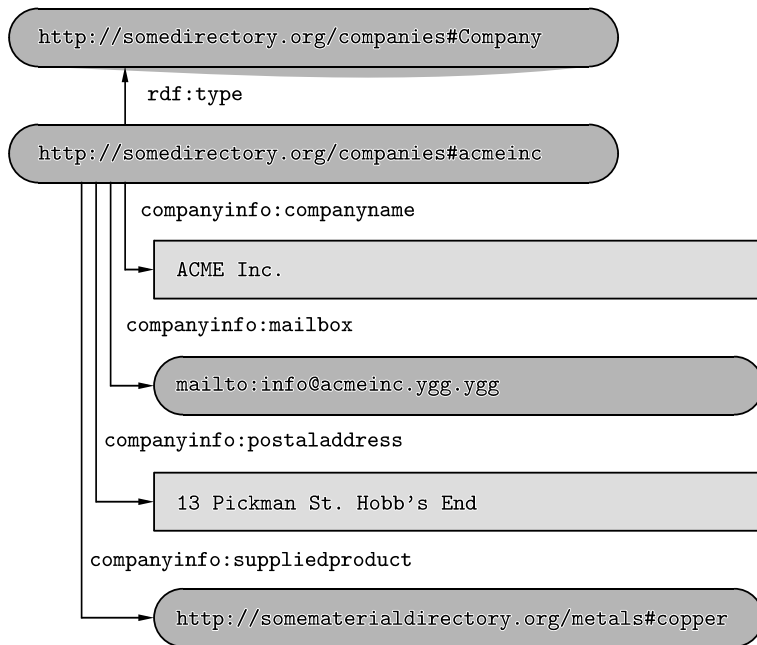 http://somedirectory.org/companies#Company
rdf:type
http://somedirectory.org/companies#acmeinc
companyinfo:companyname
ACME Inc.
companyinfo:mailbox
mailto:info@acmeinc.ygg.ygg
companyinfo:postaladdress
13 Pickman St. Hobb's End
companyinfo:suppliedproduct
http://somematerialdirectory.org/metals#copper